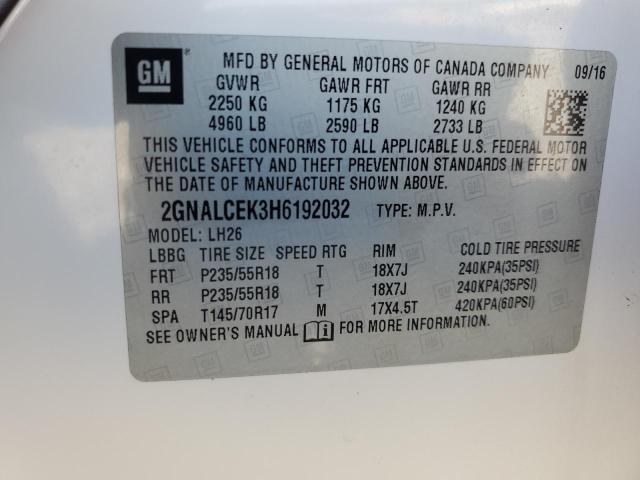 GM MFD BY GENERAL MOTORS OF CANADA COMPANY 09/16
GVWR GAWR FRT GAWR RR
2250 KG 1175 KG 1240 KG
4960 LB 2590 LB 2733 LB
THIS VEHICLE CONFORMS TO ALL APPLICABLE U.S. FEDERAL MOTOR
VEHICLE SAFETY AND THEFT PREVENTION STANDARDS IN EFFECT ON
THE DATE OF MANUFACTURE SHOWN ABOVE.
2GNALCEK3H6192032 TYPE: M.P.V.
MODEL: LH26
LBBG TIRE SIZE SPEED RTG RIM COLD TIRE PRESSURE
FRT P235/55R18 T 18X7J 240KPA(35PSI)
RR P235/55R18 T 18X7J 240KPA(35PSI)
SPA T145/70R17 M 17X4.5T 420KPA(60PSI)
SEE OWNER'S MANUAL FOR MORE INFORMATION.